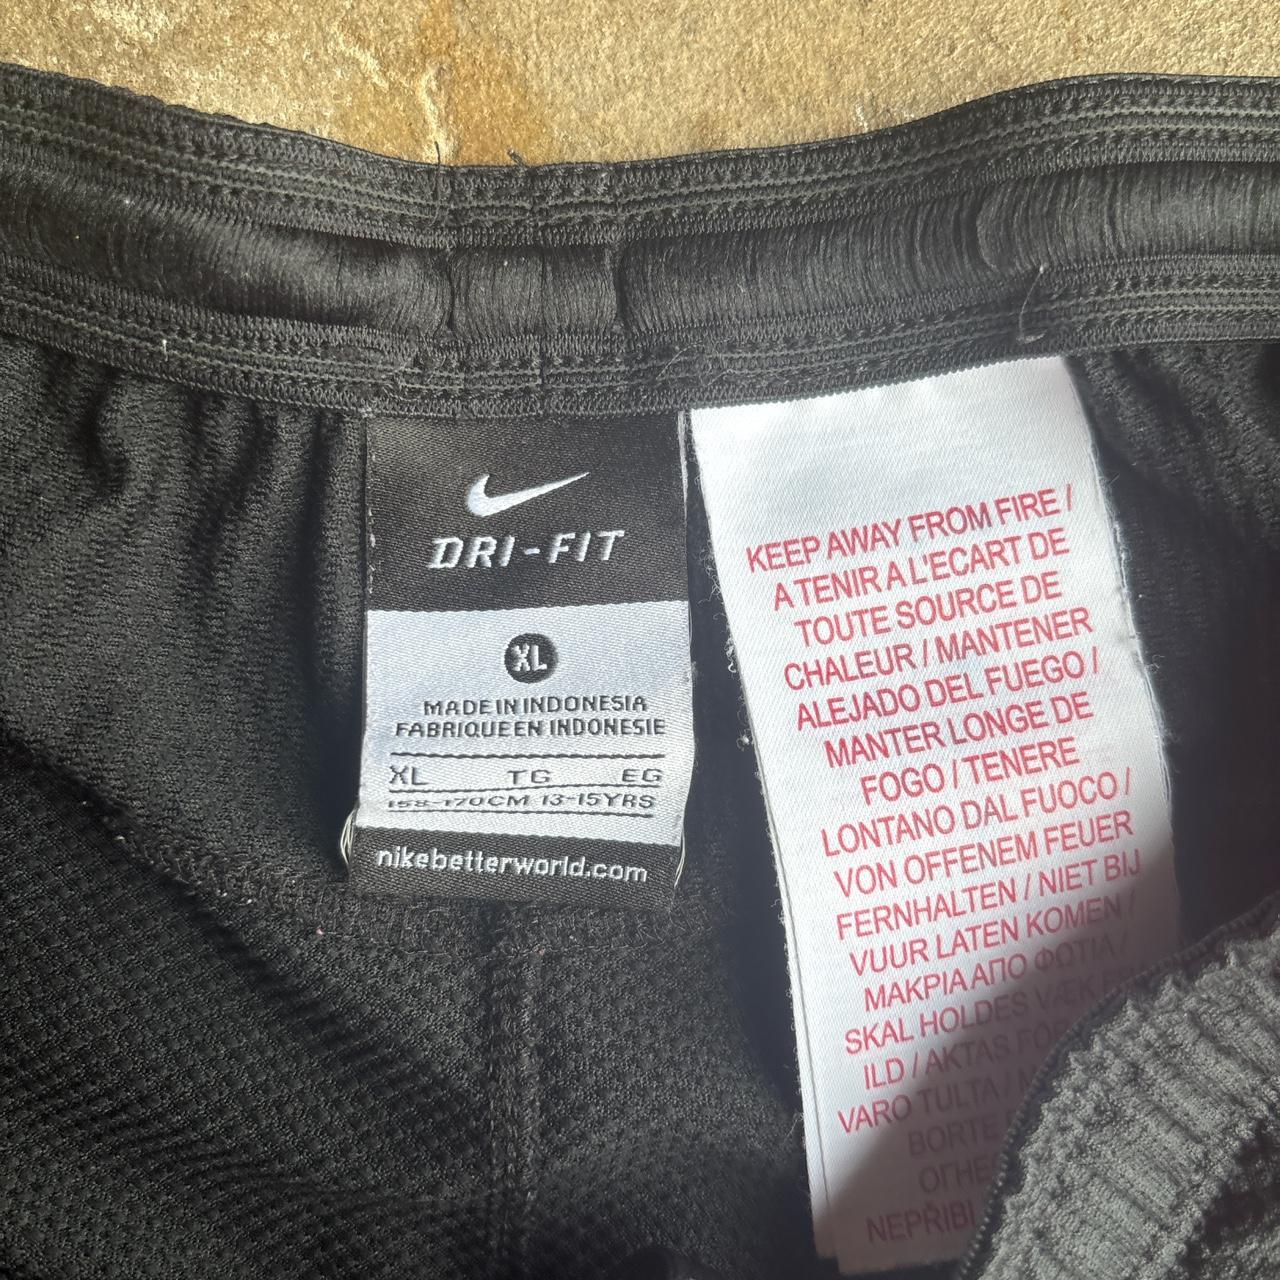 DRI-FIT
XL
MADE IN INDONESIA
FABRIQUE EN INDONESIE
XL TG EG
158-170CM 13-15YRS
nikebetterworld.com
KEEP AWAY FROM FIRE /
A TENIR A L'ECART DE
TOUTE SOURCE DE
CHALEUR / MANTENER
ALEJADO DEL FUEGO /
MANTER LONGE DE
FOGO / TENERE
LONTANO DAL FUOCO /
VON OFFENEM FEUER
FERNHALTEN / NIET BIJ
VUUR LATEN KOMEN /
ΜΑΚΡΙΑ ΑΠΟ ΦΩΤΙΑ /
SKAL HOLDES VÆK
ILD / AKTAS FÖR
VARO TULTA /
BORTE
ОГНЕ
NEPŘIBI